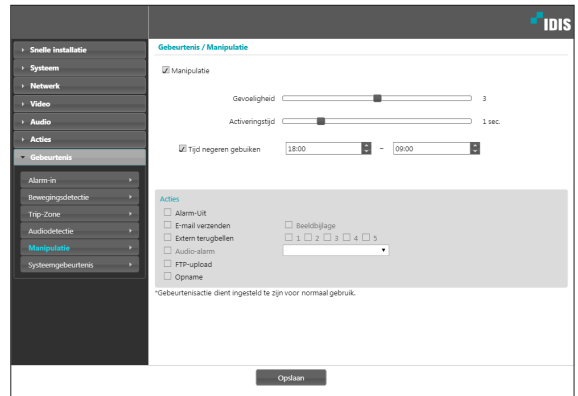 IDIS
Snelle installatie
Systeem
Netwerk
Video
Audio
Acties
Gebeurtenis
Alarm-in
Bewegingsdetectie
Trip-Zone
Audiodetectie
Manipulatie
Systeemgebeurtenis
Gebeurtenis / Manipulatie
Manipulatie
Gevoeligheid 3
Activeringstijd 1 sec.
Tijd negeren gebuiken 18:00 ~ 09:00
Acties
Alarm-Uit
E-mail verzenden Beeldbijlage
Extern terugbellen 1 2 3 4 5
Audio-alarm
FTP-upload
Opname
*Gebeurtenisactie dient ingesteld te zijn voor normaal gebruik.
Opslaan